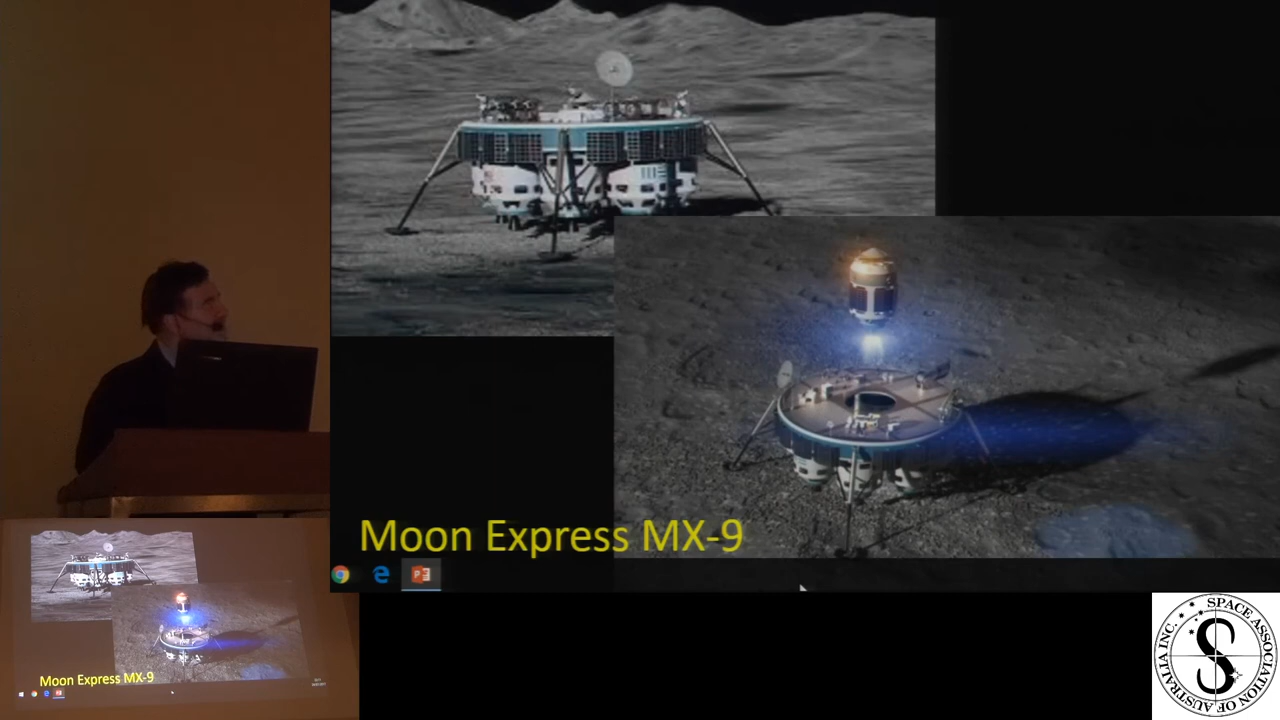 Moon Express MX-9
Moon Express MX-9
SPACE ASSOCIATION OF AUSTRALIA INC.
S